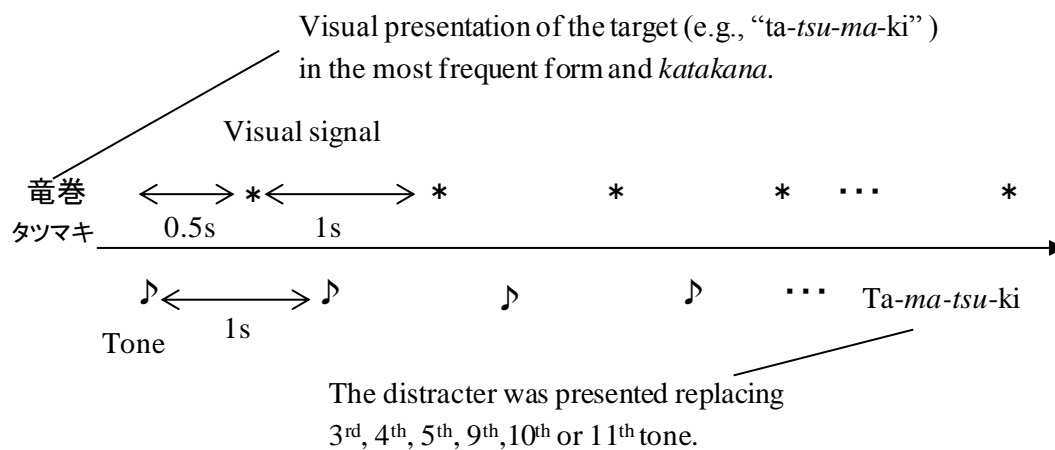 Visual presentation of the target (e.g., “ta-tsu-ma-ki” )
in the most frequent form and katakana.
Visual signal
竜巻 * * * * ・・・ *
タツマキ 0.5s 1s
♪ ♪ ♪ ♪ ・・・ Ta-ma-tsu-ki
1s
Tone
The distracter was presented replacing
3rd, 4th, 5th, 9th,10th or 11th tone.